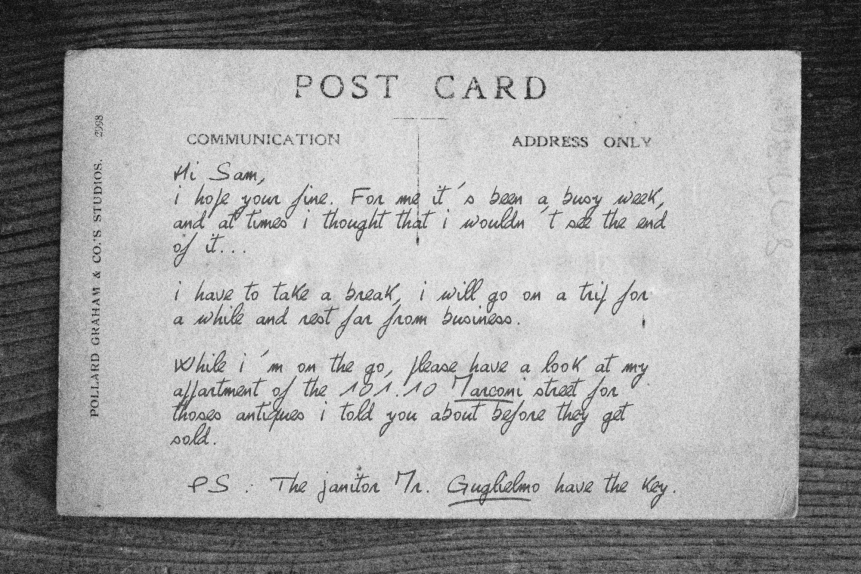 POST CARD
COMMUNICATION
ADDRESS ONLY
POLLARD GRAHAM & CO.'S STUDIOS. 2998
Hi Sam,
i hope your fine. For me it´s been a busy week,
and at times i thought that i wouldn´t see the end
of it...
i have to take a break, i will go on a trip for
a while and rest far from business.
While i´m on the go, please have a look at my
appartment of the 101.10 Marconi street for
thoses antiques i told you about before they get
sold.
PS : The janitor Mr. Guglielmo have the key.